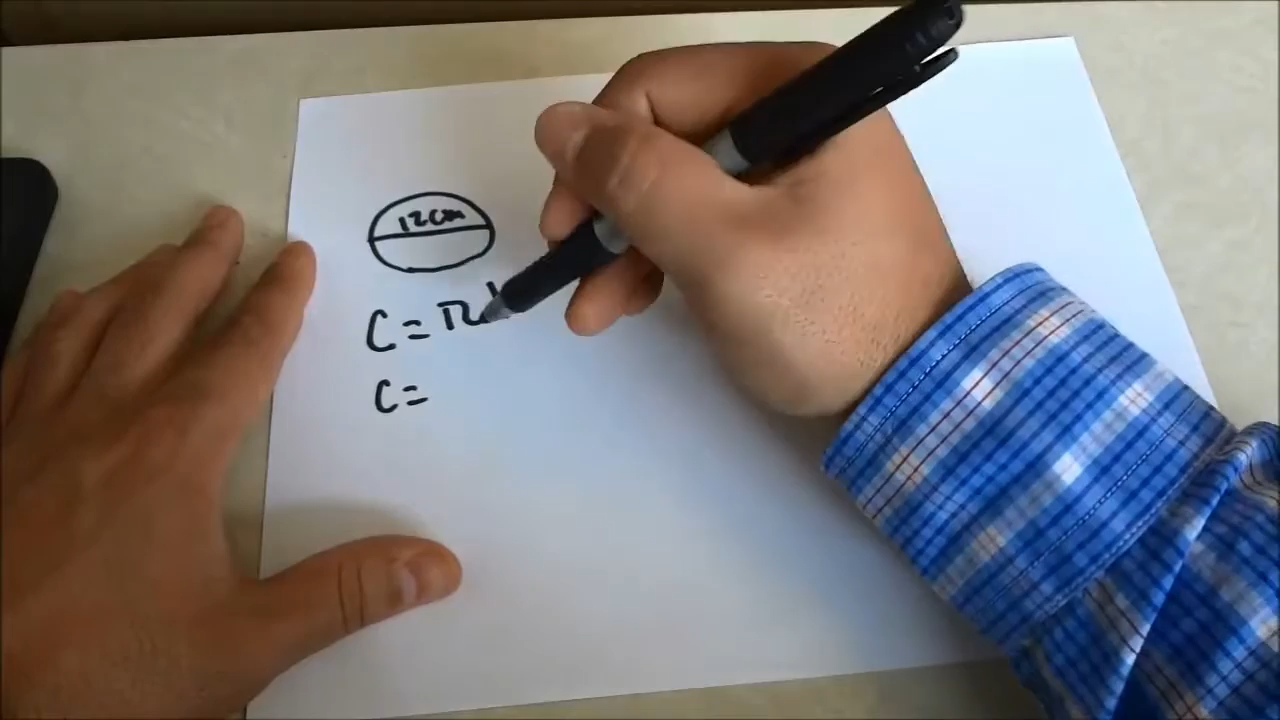 12cm
C = πd
C =